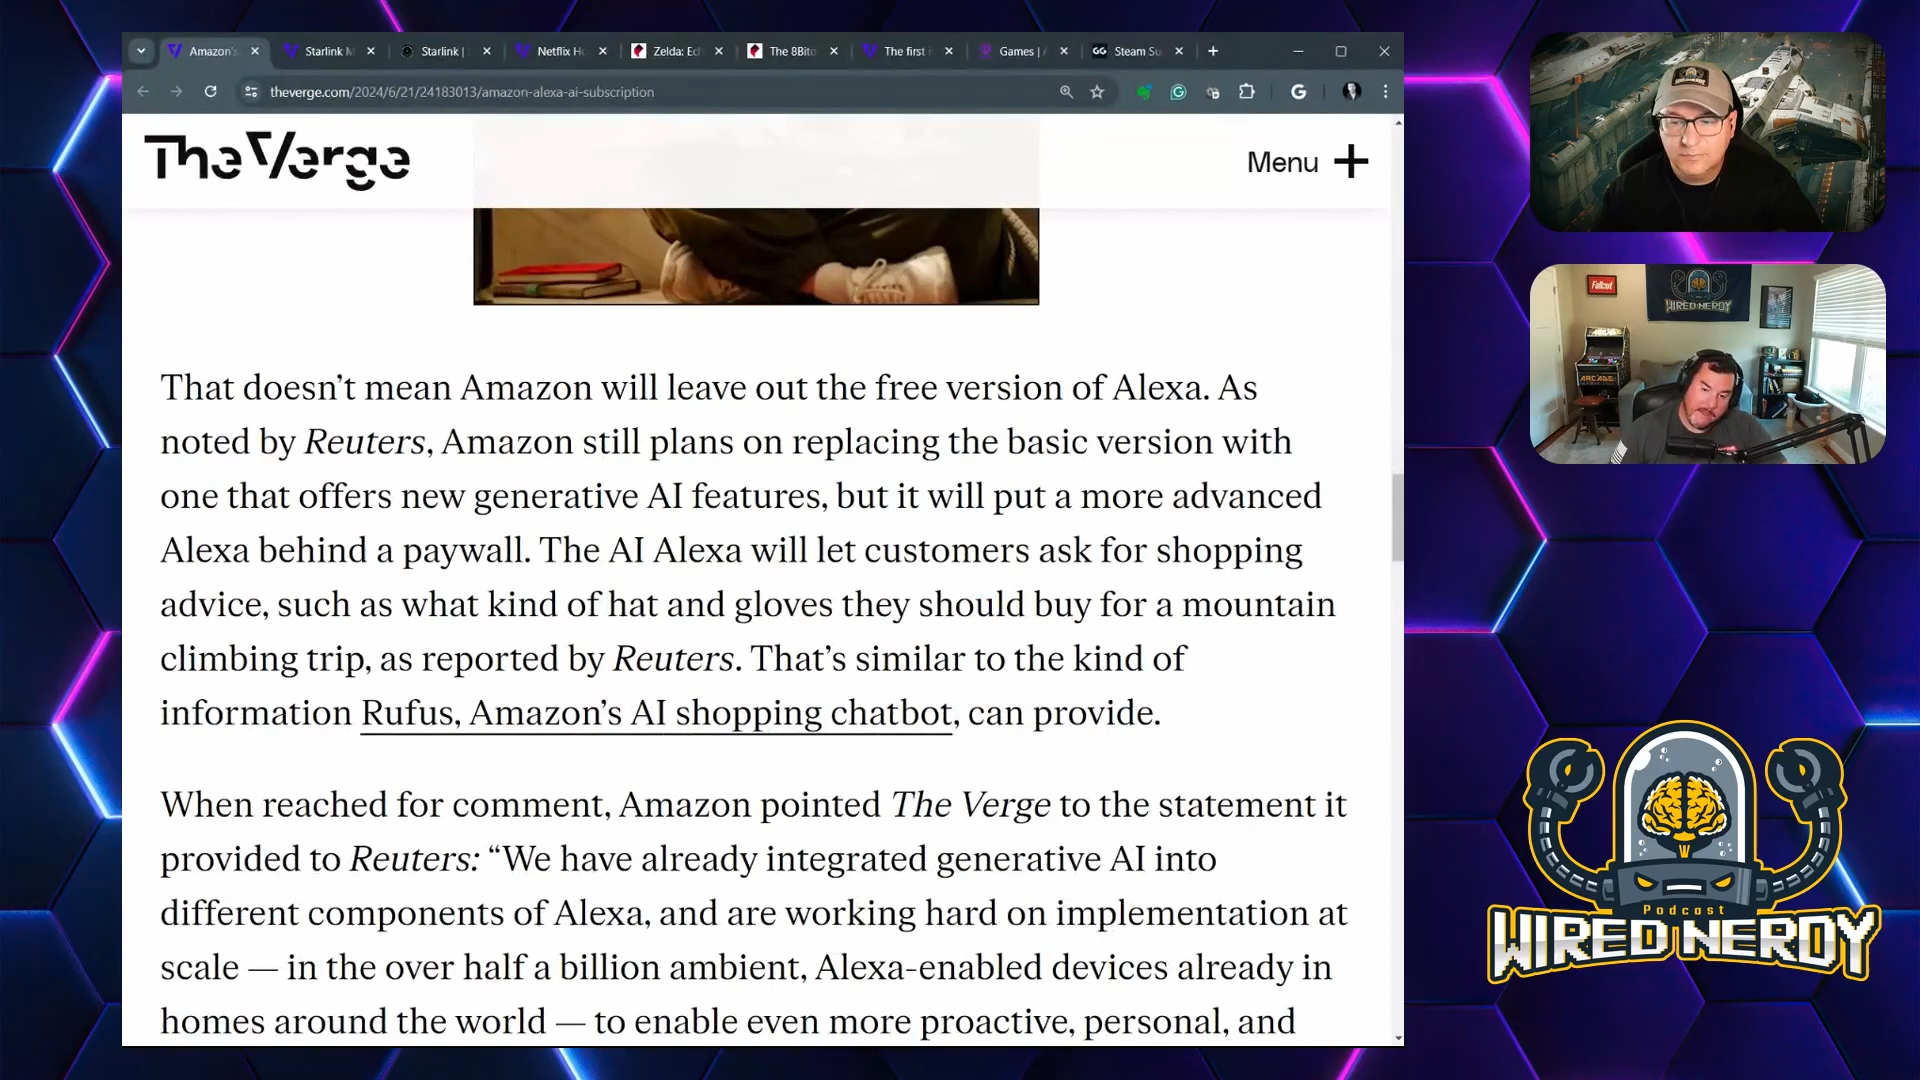 Amazon's
Starlink M
Starlink |
Netflix Ho
Zelda: Ech
The 8Bitd
The first
Games |
GG Steam Su
theverge.com/2024/6/21/24183013/amazon-alexa-ai-subscription
The Verge
Menu
That doesn't mean Amazon will leave out the free version of Alexa. As
noted by Reuters, Amazon still plans on replacing the basic version with
one that offers new generative AI features, but it will put a more advanced
Alexa behind a paywall. The AI Alexa will let customers ask for shopping
advice, such as what kind of hat and gloves they should buy for a mountain
climbing trip, as reported by Reuters. That's similar to the kind of
information Rufus, Amazon's AI shopping chatbot, can provide.
When reached for comment, Amazon pointed The Verge to the statement it
provided to Reuters: “We have already integrated generative AI into
different components of Alexa, and are working hard on implementation at
scale — in the over half a billion ambient, Alexa-enabled devices already in
homes around the world — to enable even more proactive, personal, and
Fallout
WIRED NERDY
ARCADE
Podcast
WIRED NERDY